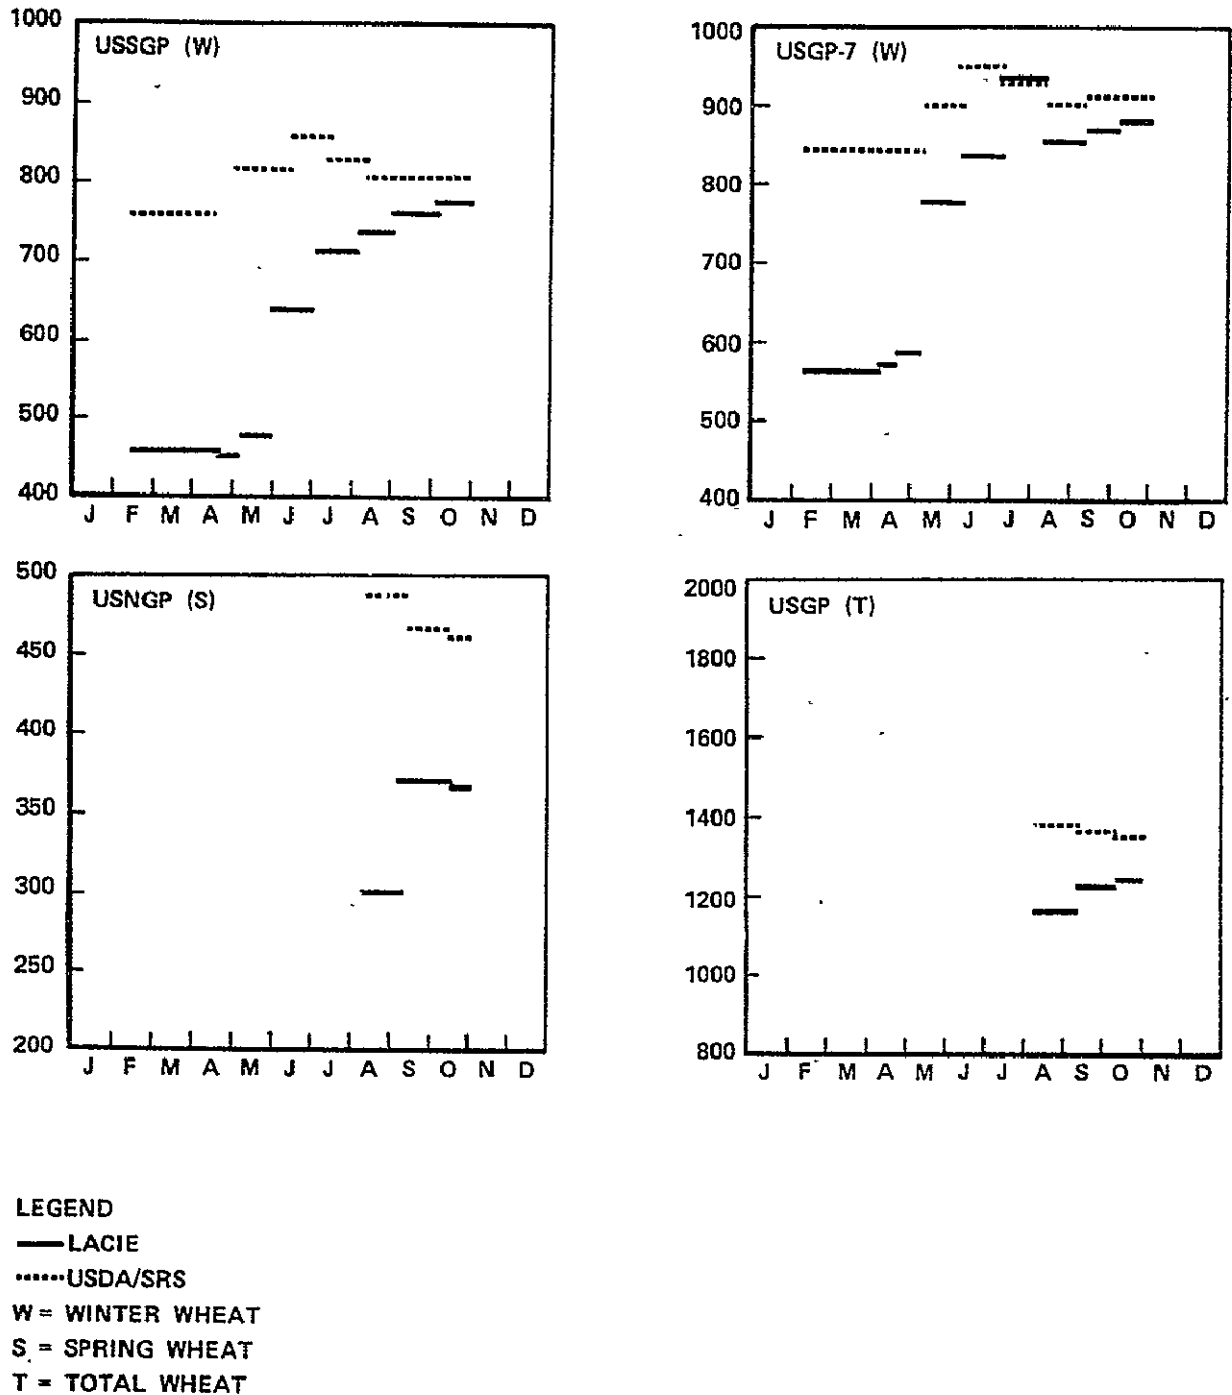 USSGP (W)
1000
900
800
700
600
500
400
J F M A M J J A S O N D
USGP-7 (W)
1000
900
800
700
600
500
400
J F M A M J J A S O N D
USNGP (S)
500
450
400
350
300
250
200
J F M A M J J A S O N D
USGP (T)
2000
1800
1600
1400
1200
1000
800
J F M A M J J A S O N D
LEGEND
LACIE
USDA/SRS
W = WINTER WHEAT
S = SPRING WHEAT
T = TOTAL WHEAT